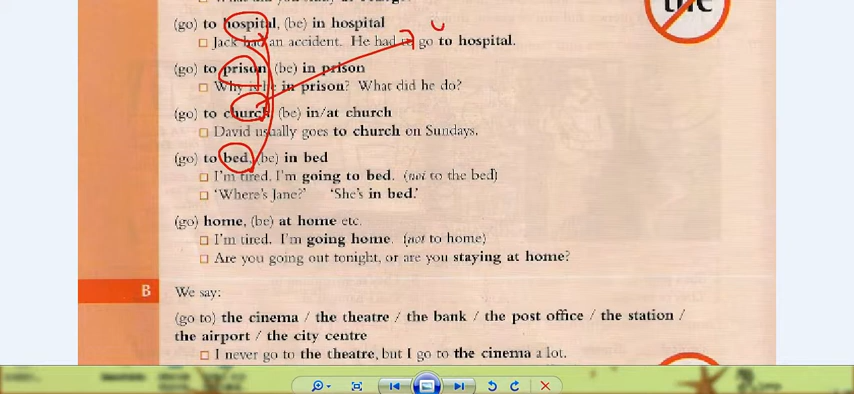 the
(go) to hospital, (be) in hospital
Jack had an accident. He had to go to hospital.
(go) to prison, (be) in prison
Why is he in prison? What did he do?
(go) to church, (be) in/at church
David usually goes to church on Sundays.
(go) to bed, (be) in bed
I'm tired. I'm going to bed. (not to the bed)
'Where's Jane?' 'She's in bed.'
(go) home, (be) at home etc.
I'm tired. I'm going home. (not to home)
Are you going out tonight, or are you staying at home?
B We say:
(go to) the cinema / the theatre / the bank / the post office / the station /
the airport / the city centre
I never go to the theatre, but I go to the cinema a lot.